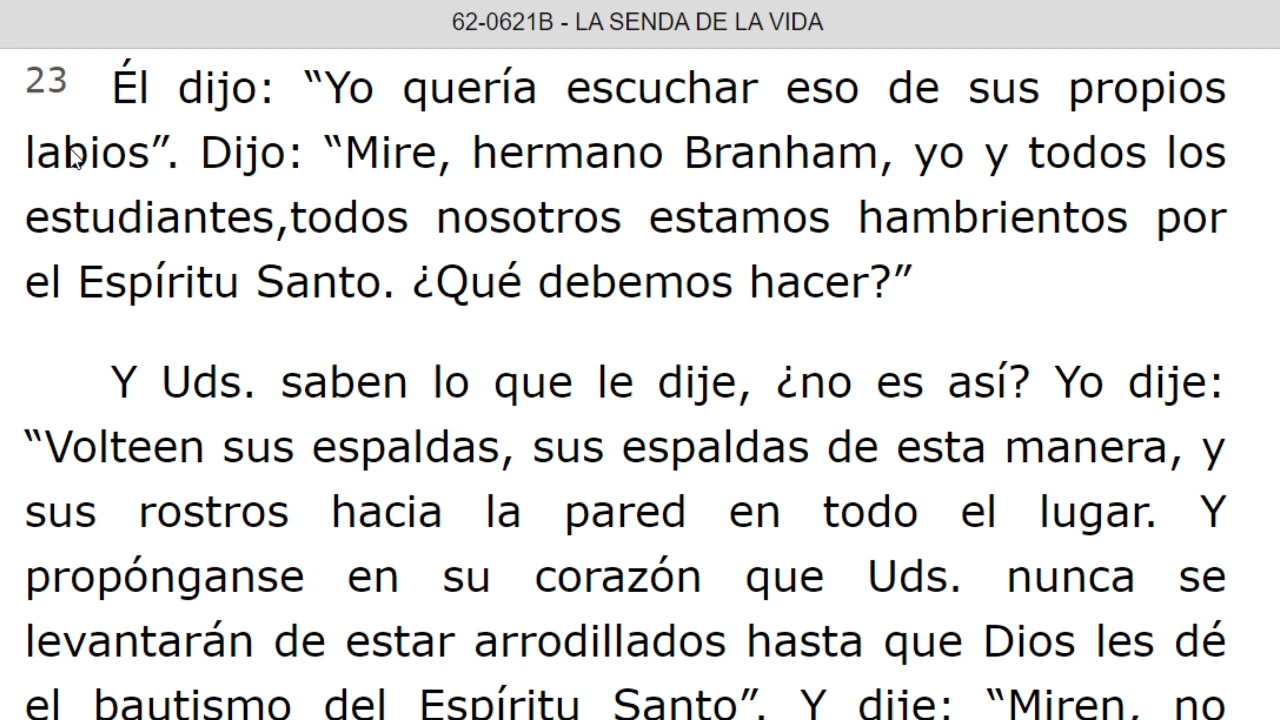 62-0621B - LA SENDA DE LA VIDA
23 Él dijo: “Yo quería escuchar eso de sus propios
labios”. Dijo: “Mire, hermano Branham, yo y todos los
estudiantes,todos nosotros estamos hambrientos por
el Espíritu Santo. ¿Qué debemos hacer?”
Y Uds. saben lo que le dije, ¿no es así? Yo dije:
“Volteen sus espaldas, sus espaldas de esta manera, y
sus rostros hacia la pared en todo el lugar. Y
propónganse en su corazón que Uds. nunca se
levantarán de estar arrodillados hasta que Dios les dé
el bautismo del Espíritu Santo”. Y dije: “Miren, no